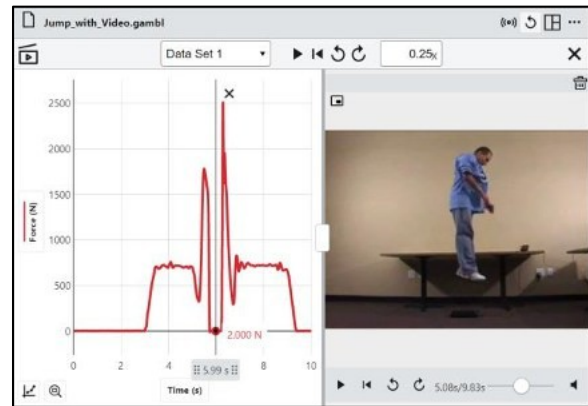 Jump_with_Video.gambl
Data Set 1
0.25x
2500
2000
1500
1000
500
0
Force (N)
2.000 N
0
2
4
5.99 s
8
10
Time (s)
5.08s/9.83s